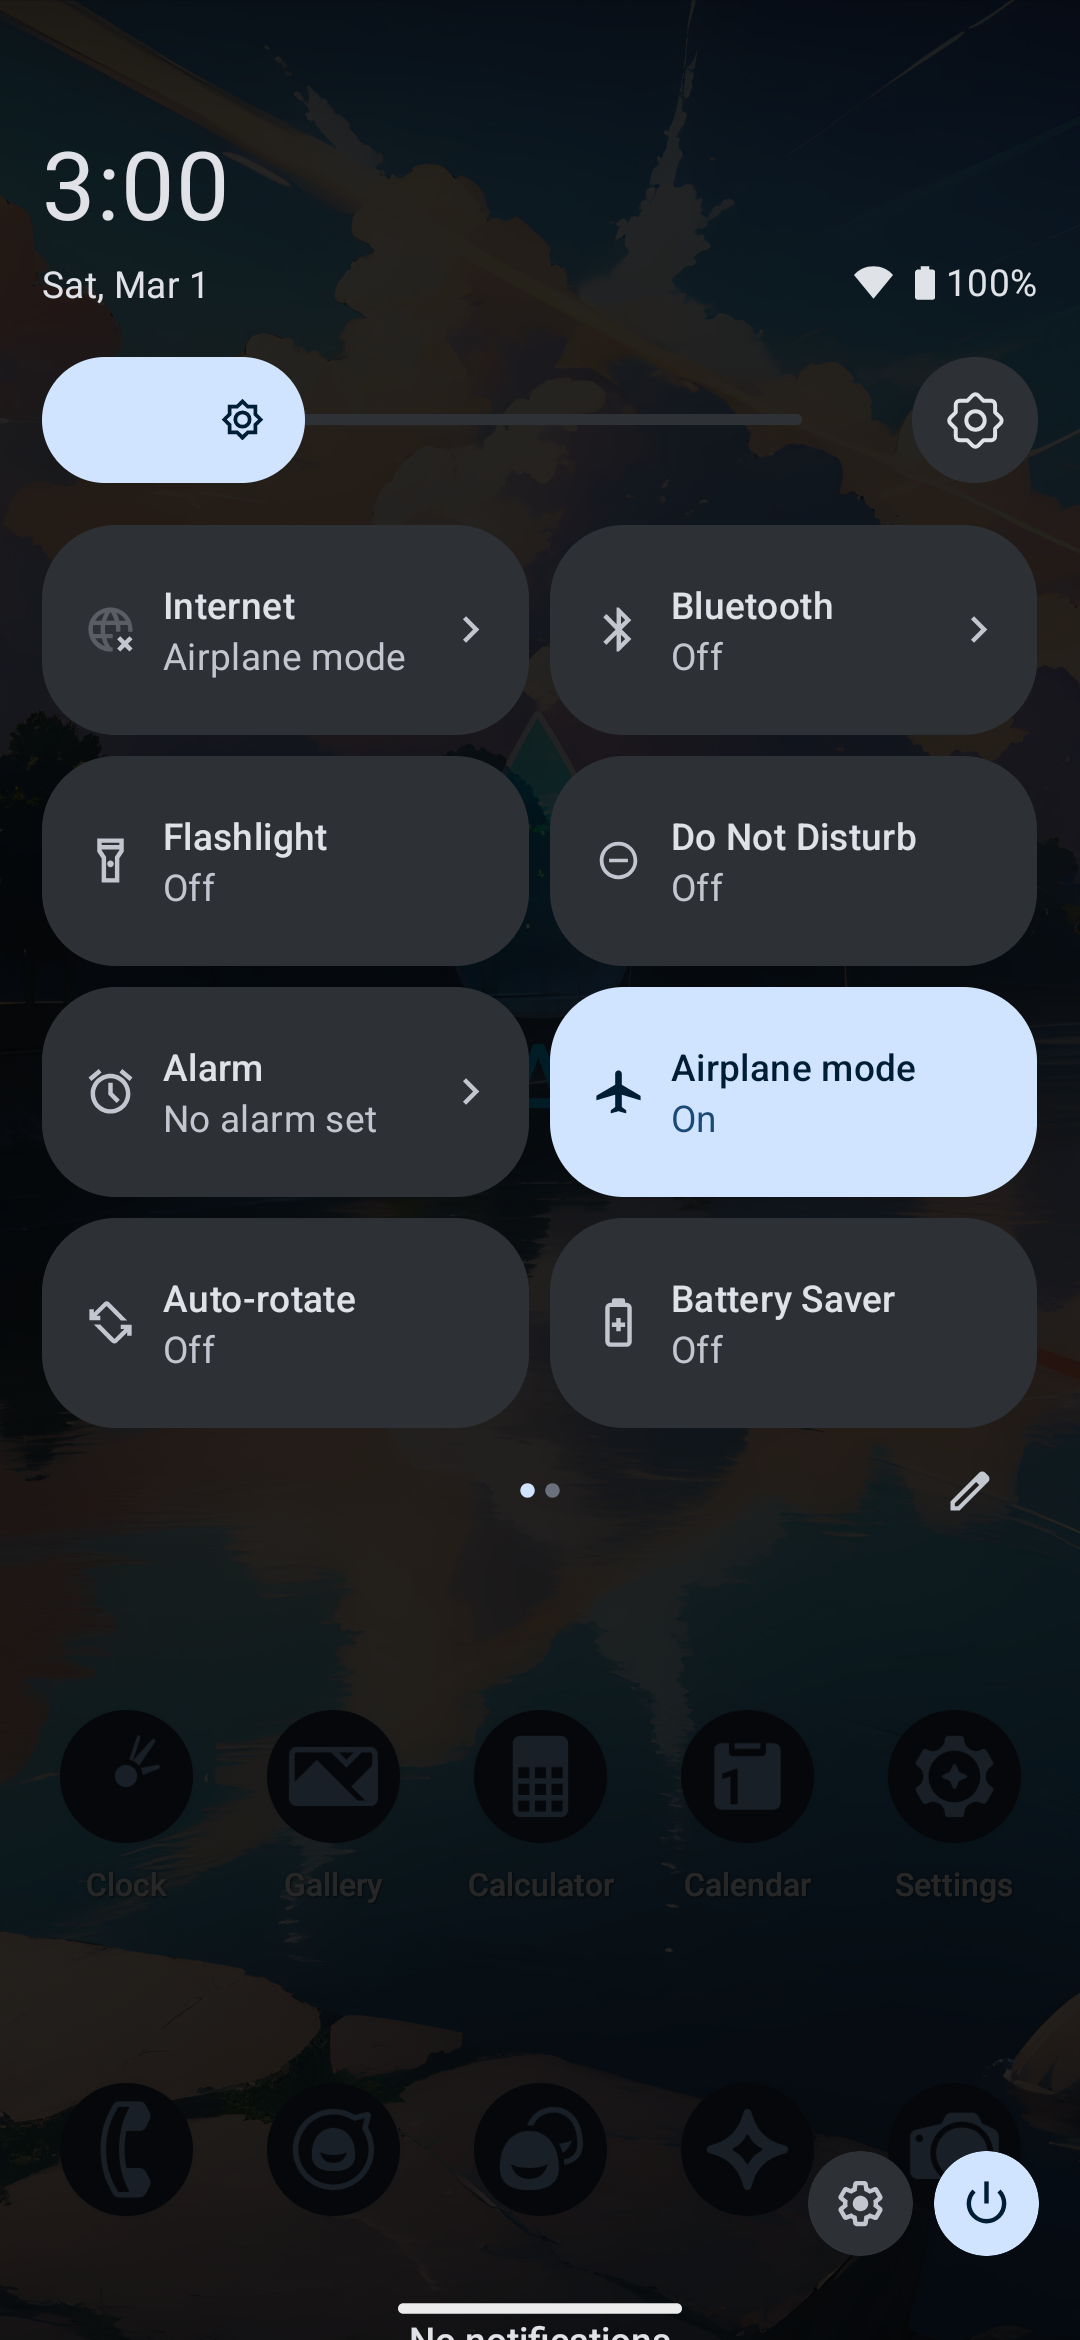 3:00
Sat, Mar 1
100%
Internet
Airplane mode
Bluetooth
Off
Flashlight
Off
Do Not Disturb
Off
Alarm
No alarm set
Airplane mode
On
Auto-rotate
Off
Battery Saver
Off
1
Clock
Gallery
Calculator
Calendar
Settings
No notifications